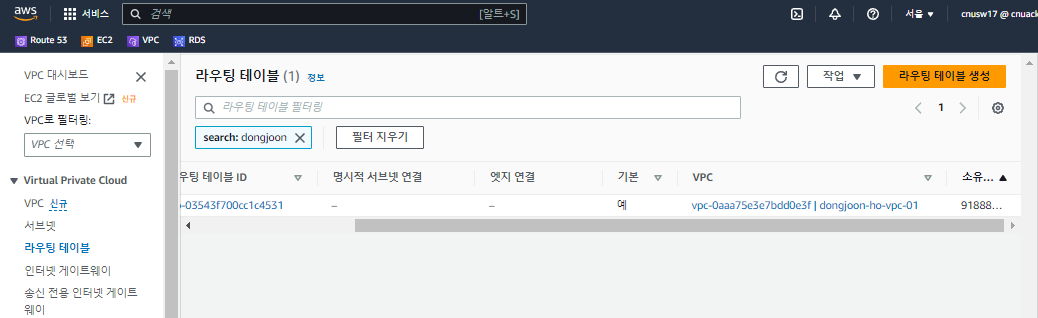 aws 서비스 검색 [알트+S] 서울 cnusw17 @ cnuack
Route 53 EC2 VPC RDS
VPC 대시보드
EC2 글로벌 보기 신규
VPC로 필터링:
VPC 선택
Virtual Private Cloud
VPC 신규
서브넷
라우팅 테이블
인터넷 게이트웨이
송신 전용 인터넷 게이트
웨이
라우팅 테이블 (1) 정보
작업 라우팅 테이블 생성
라우팅 테이블 필터링
1
search: dongjoon 필터 지우기
우팅 테이블 ID 명시적 서브넷 연결 엣지 연결 기본 VPC 소유...
-03543f700cc1c4531 – – 예 vpc-0aaa75e3e7bdd0e3f | dongjoon-ho-vpc-01 91888...